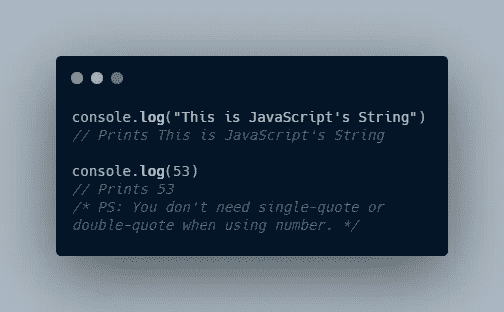 console.log("This is JavaScript's String")
// Prints This is JavaScript's String
console.log(53)
// Prints 53
/* PS: You don't need single-quote or
double-quote when using number. */